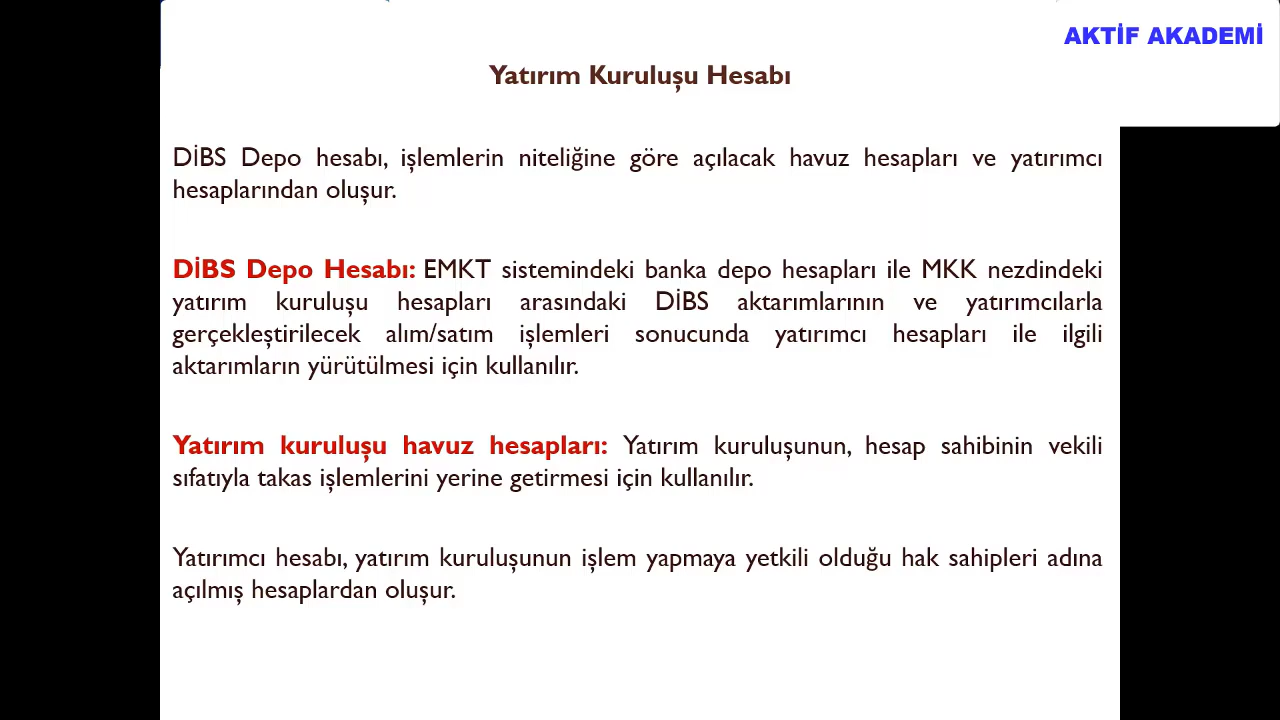 AKTİF AKADEMİ
Yatırım Kuruluşu Hesabı
DİBS Depo hesabı, işlemlerin niteliğine göre açılacak havuz hesapları ve yatırımcı
hesaplarından oluşur.
DİBS Depo Hesabı: EMKT sistemindeki banka depo hesapları ile MKK nezdindeki
yatırım kuruluşu hesapları arasındaki DİBS aktarımlarının ve yatırımcılarla
gerçekleştirilecek alım/satım işlemleri sonucunda yatırımcı hesapları ile ilgili
aktarımların yürütülmesi için kullanılır.
Yatırım kuruluşu havuz hesapları: Yatırım kuruluşunun, hesap sahibinin vekili
sıfatıyla takas işlemlerini yerine getirmesi için kullanılır.
Yatırımcı hesabı, yatırım kuruluşunun işlem yapmaya yetkili olduğu hak sahipleri adına
açılmış hesaplardan oluşur.